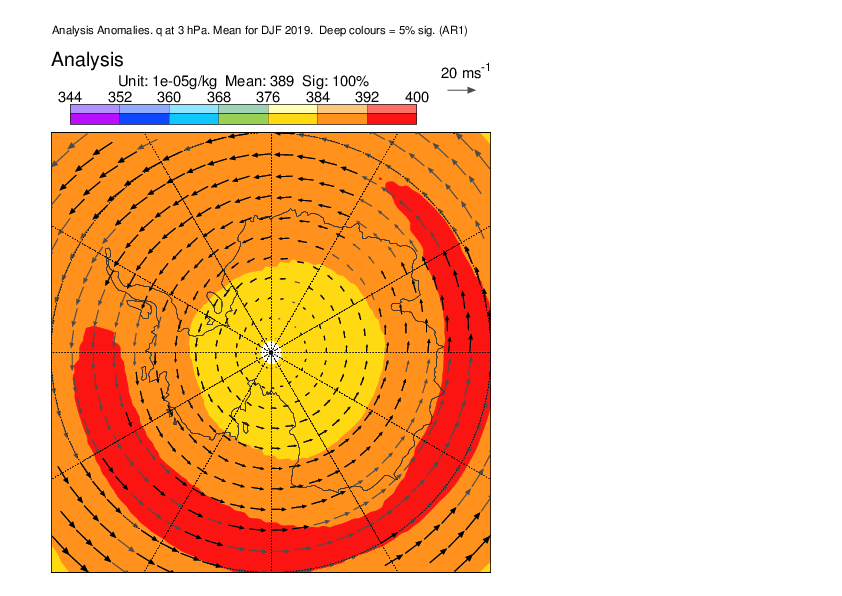 Analysis Anomalies. q at 3 hPa. Mean for DJF 2019.  Deep colours = 5% sig. (AR1)
Analysis
20 ms-1
Unit: 1e-05g/kg  Mean: 389  Sig: 100%
344 352 360 368 376 384 392 400